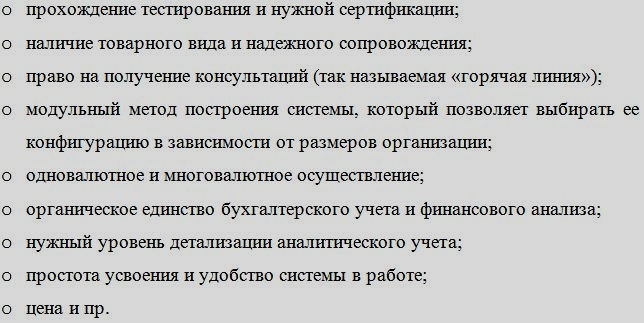 o прохождение тестирования и нужной сертификации;
o наличие товарного вида и надежного сопровождения;
o право на получение консультаций (так называемая «горячая линия»);
o модульный метод построения системы, который позволяет выбирать ее
конфигурацию в зависимости от размеров организации;
o одновалютное и многовалютное осуществление;
o органическое единство бухгалтерского учета и финансового анализа;
o нужный уровень детализации аналитического учета;
o простота усвоения и удобство системы в работе;
o цена и пр.